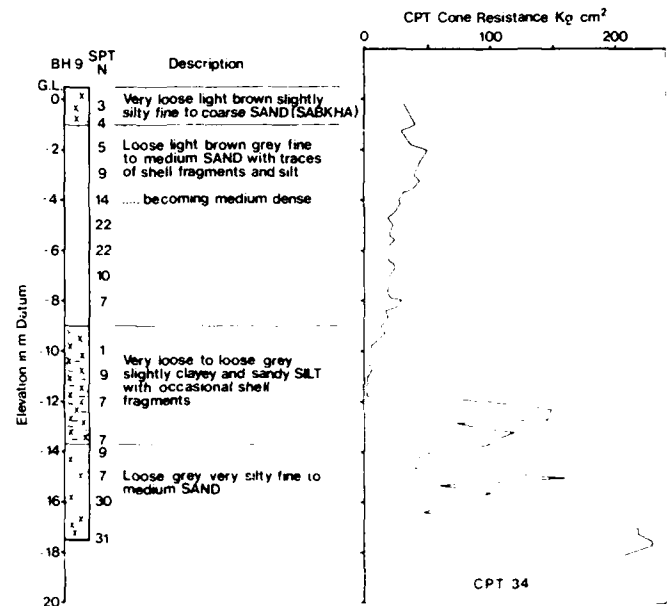 CPT Cone Resistance Kg cm²
0 100 200
BH 9 SPT N Description
G.L.
0
- 2
- 4
- 6
- 8
- 10
- 12
- 14
- 16
- 18
20
Elevation in m Datum
3
4
5
9
14
22
22
10
7
1
9
7
7
9
7
30
31
Very loose light brown slightly
silty fine to coarse SAND (SABKHA)
Loose light brown grey fine
to medium SAND with traces
of shell fragments and silt
..... becoming medium dense
Very loose to loose grey
slightly clayey and sandy SILT
with occasional shell
fragments
Loose grey very silty fine to
medium SAND
CPT 34